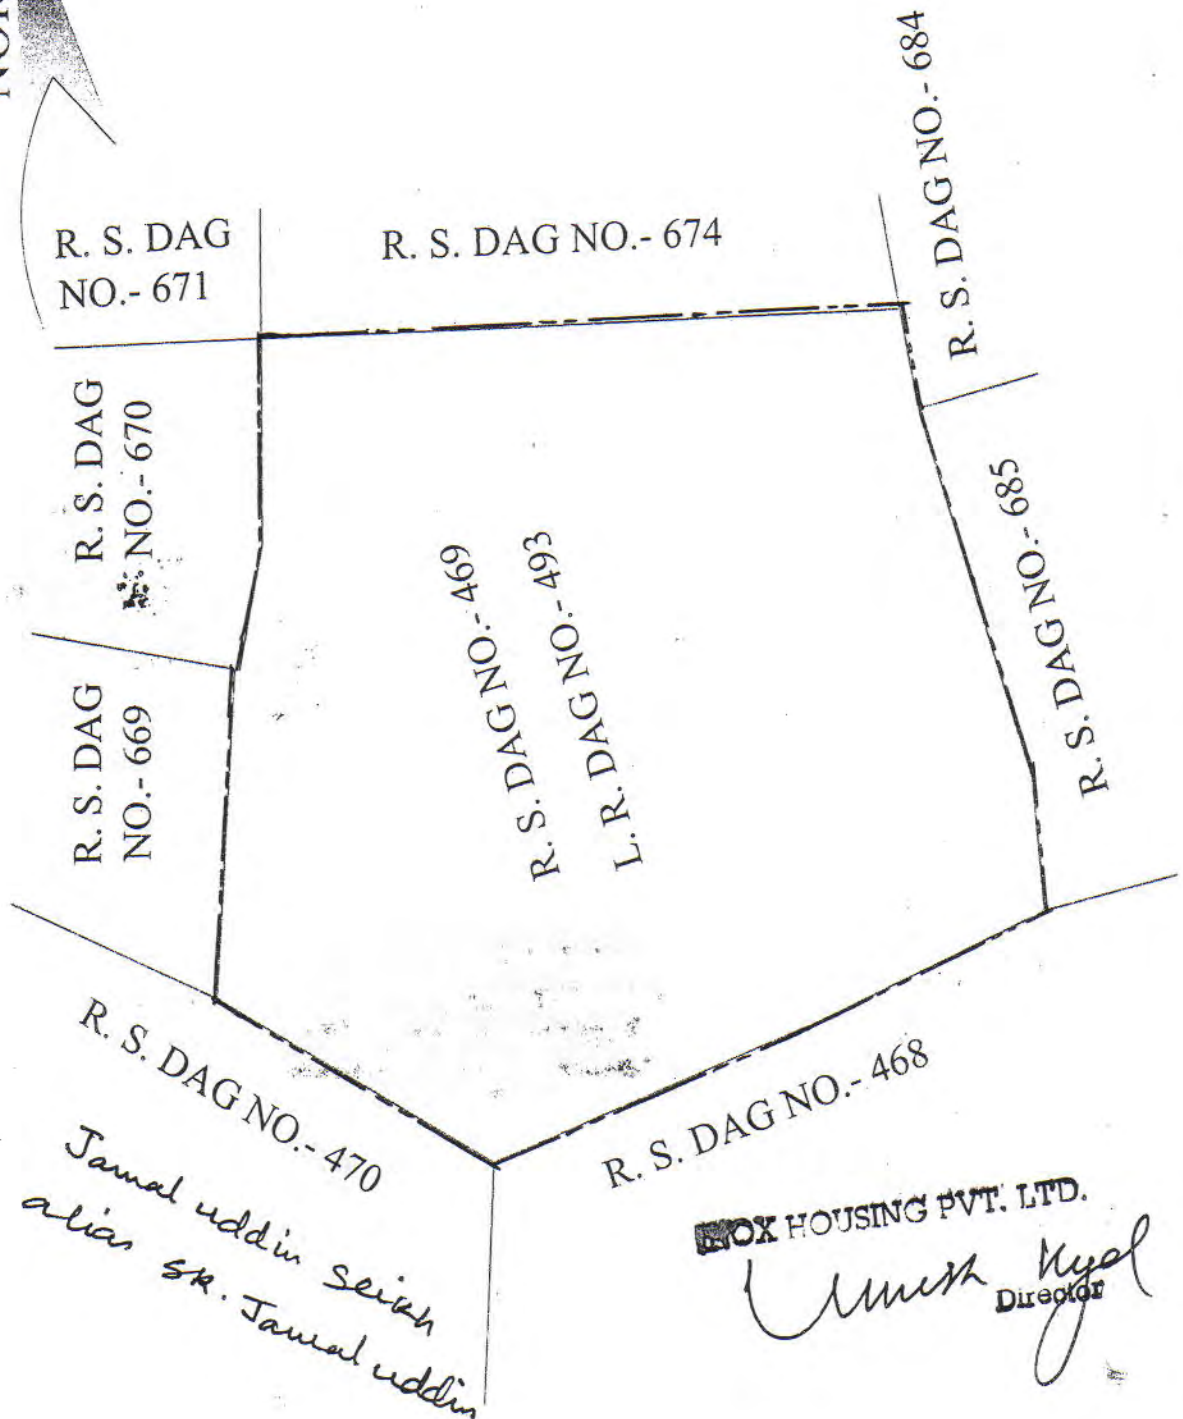 R. S. DAG NO.- 684
R. S. DAG
NO.- 671
R. S. DAG NO.- 674
R. S. DAG
NO.- 670
R. S. DAG NO.- 685
R. S. DAG NO.- 469
L. R. DAG NO.- 493
R. S. DAG
NO.- 669
R. S. DAG NO.- 470
R. S. DAG NO.- 468
Jamal uddin Seikh
alias SK. Jamal uddin
HOUSING PVT. LTD.
Umesh
Director